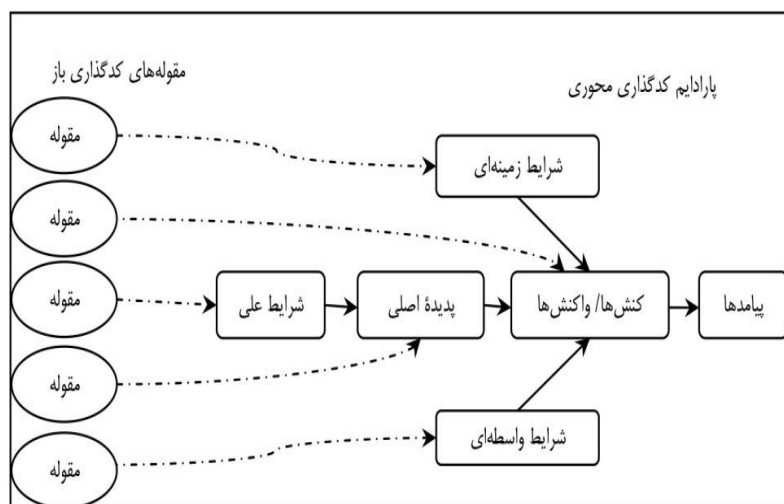 مقوله‌های کدگذاری باز
پارادایم کدگذاری محوری
مقوله
شرایط زمینه‌ای
مقوله
مقوله
شرایط علی
پدیدهٔ اصلی
کنش‌ها/ واکنش‌ها
پیامدها
مقوله
شرایط واسطه‌ای
مقوله